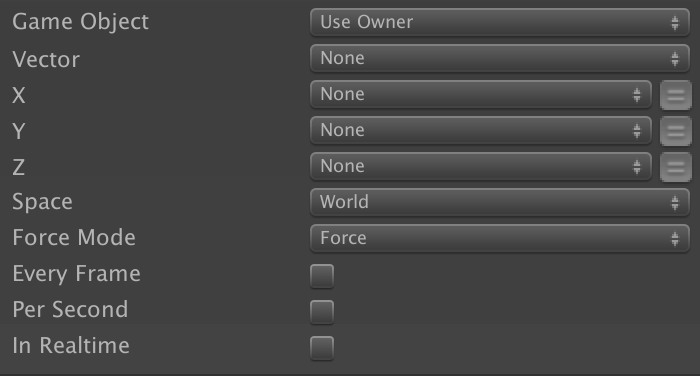 Game Object Use Owner
Vector None
X None
Y None
Z None
Space World
Force Mode Force
Every Frame
Per Second
In Realtime